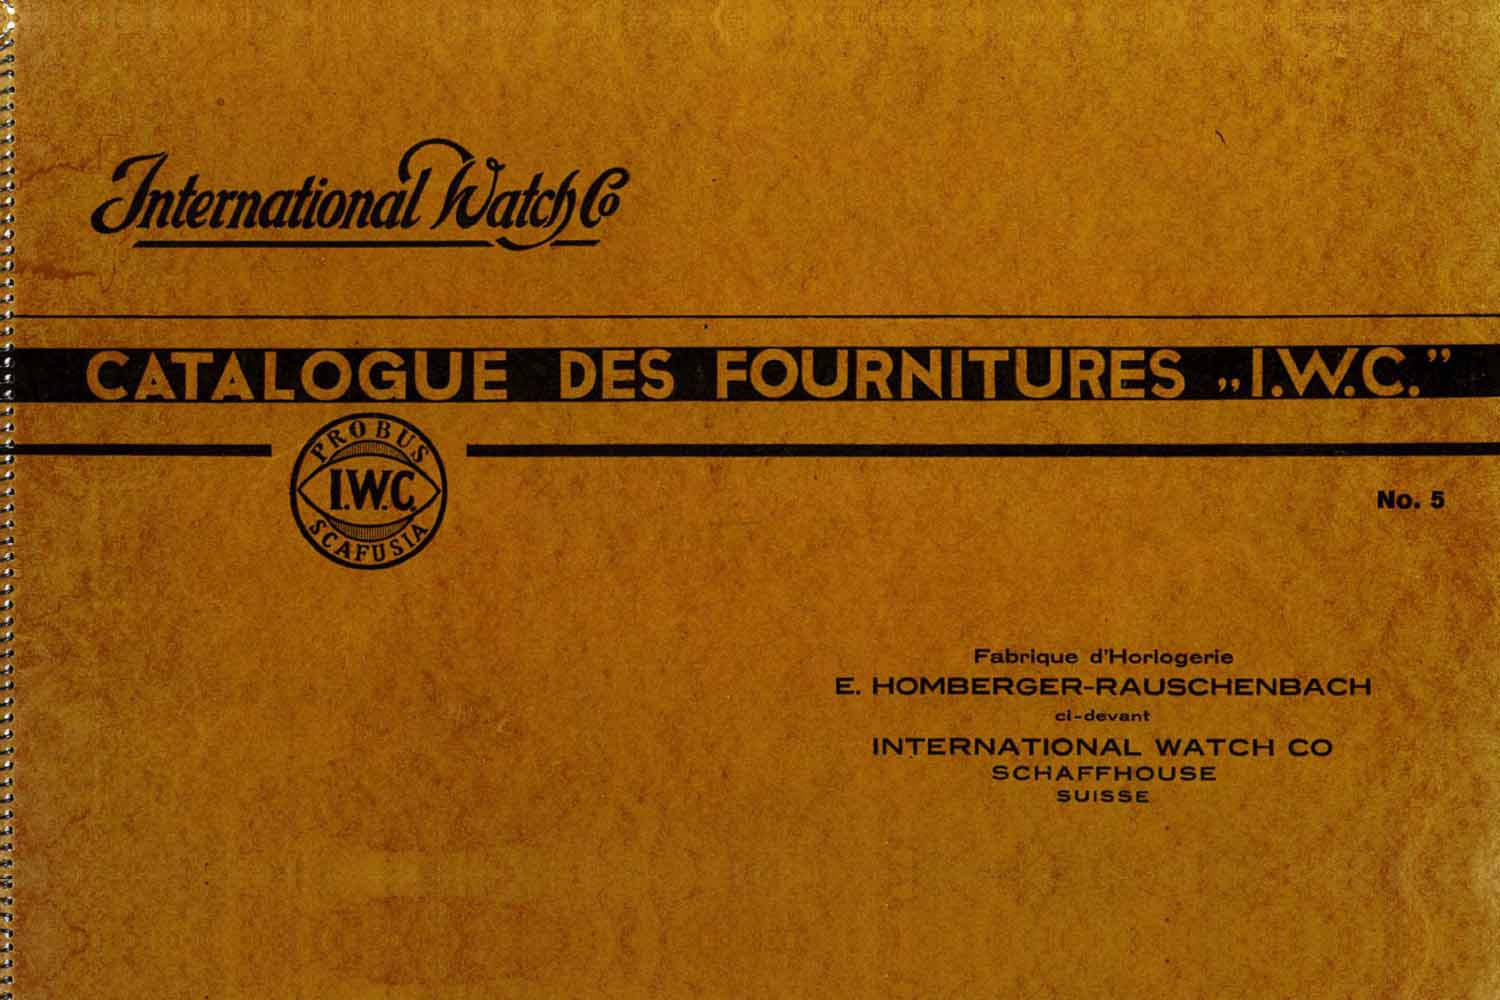 International Watch Co
CATALOGUE DES FOURNITURES „I.W.C.”
PROBUS
I.W.C.
SCAFUSIA
No. 5
Fabrique d'Horlogerie
E. HOMBERGER-RAUSCHENBACH
ci-devant
INTERNATIONAL WATCH CO
SCHAFFHOUSE
SUISSE